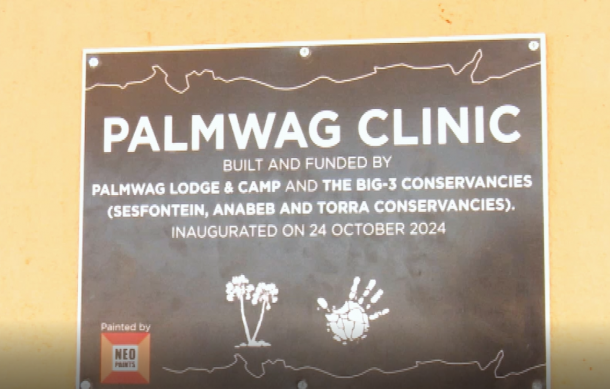 PALMWAG CLINIC
BUILT AND FUNDED BY
PALMWAG LODGE & CAMP AND THE BIG-3 CONSERVANCIES
(SESFONTEIN, ANABEB AND TORRA CONSERVANCIES).
INAUGURATED ON 24 OCTOBER 2024
Painted by
NEO
PAINTS